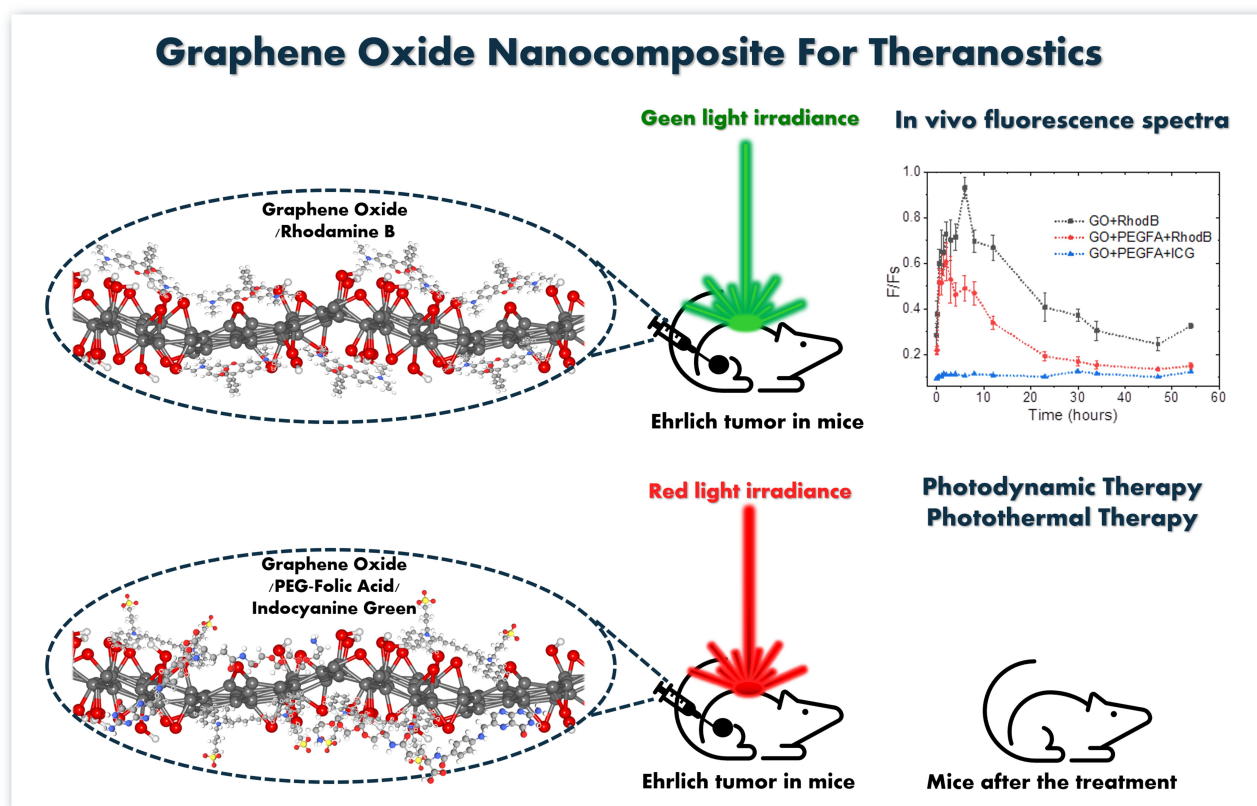 Graphene Oxide Nanocomposite For Theranostics
Geen light irradiance
In vivo fluorescence spectra
Graphene Oxide
/Rhodamine B
Ehrlich tumor in mice
1.0
0.8
0.6
0.4
0.2
F/Fs
GO+RhodB
GO+PEGFA+RhodB
GO+PEGFA+ICG
0 10 20 30 40 50 60
Time (hours)
Red light irradiance
Photodynamic Therapy
Photothermal Therapy
Graphene Oxide
/PEG-Folic Acid/
Indocyanine Green
Ehrlich tumor in mice
Mice after the treatment